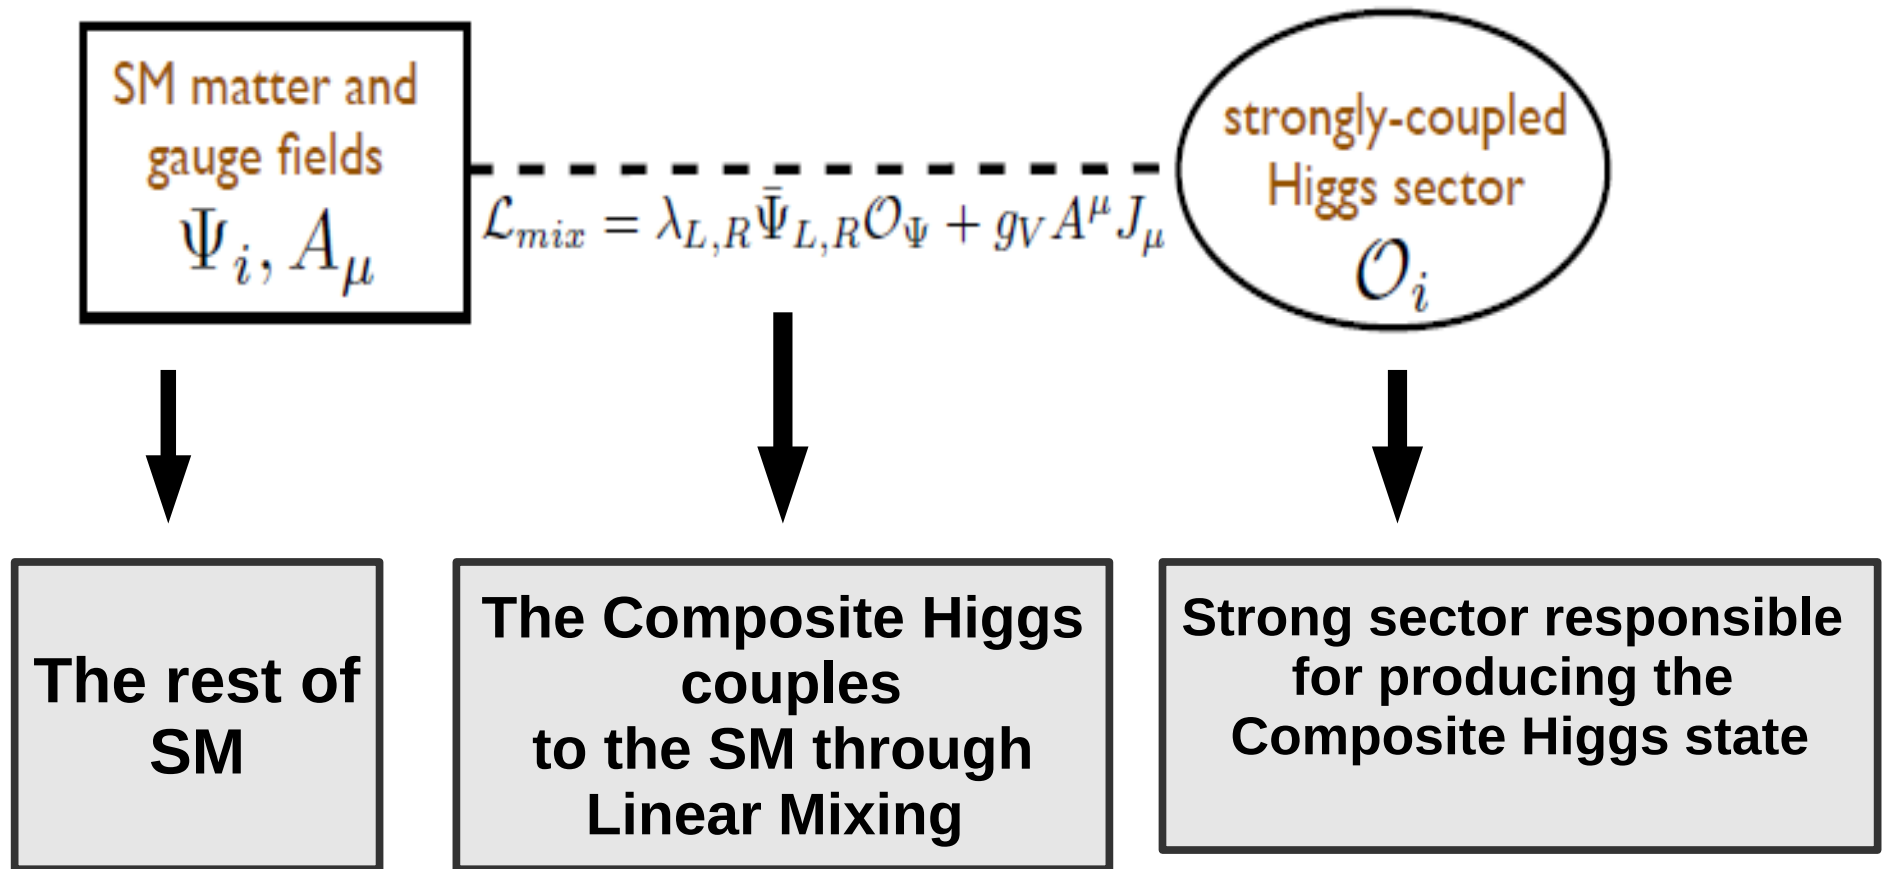 SM matter and
gauge fields
Ψ_i, A_μ
ℒ_{mix} = λ_{L,R} Ψ̄_{L,R} 𝒪_Ψ + g_V A^μ J_μ
strongly-coupled
Higgs sector
𝒪_i
The rest of
SM
The Composite Higgs
couples
to the SM through
Linear Mixing
Strong sector responsible
for producing the
Composite Higgs state